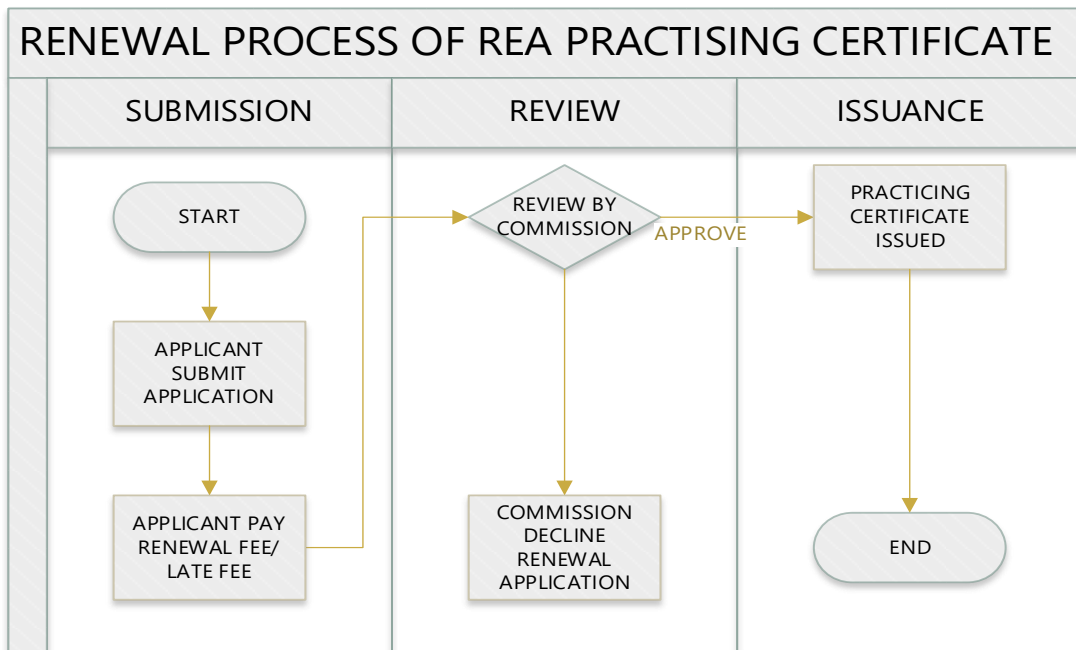 RENEWAL PROCESS OF REA PRACTISING CERTIFICATE
SUBMISSION
REVIEW
ISSUANCE
START
APPLICANT
SUBMIT
APPLICATION
APPLICANT PAY
RENEWAL FEE/
LATE FEE
REVIEW BY
COMMISSION
APPROVE
COMMISSION
DECLINE
RENEWAL
APPLICATION
PRACTICING
CERTIFICATE
ISSUED
END